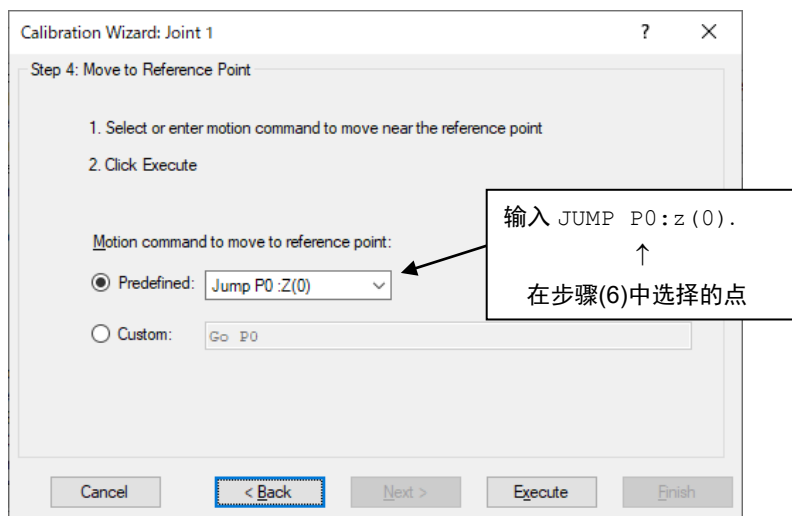 Calibration Wizard: Joint 1 ? ×
Step 4: Move to Reference Point
1. Select or enter motion command to move near the reference point
2. Click Execute
输入 JUMP P0:z(0).
↑
在步骤(6)中选择的点
Motion command to move to reference point:
Predefined: Jump P0 :Z(0)
Custom: Go P0
Cancel < Back Next > Execute Finish